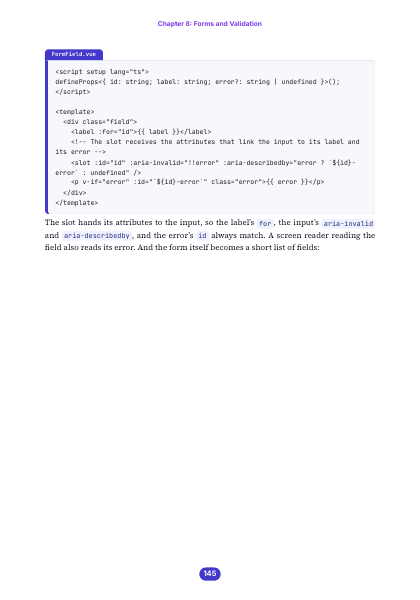 Chapter 8: Forms and Validation
FormField.vue
<script setup lang="ts">
defineProps<{ id: string; label: string; error?: string | undefined }>();
</script>

<template>
  <div class="field">
    <label :for="id">{{ label }}</label>
    <!-- The slot receives the attributes that link the input to its label and
its error -->
    <slot :id="id" :aria-invalid="!!error" :aria-describedby="error ? `${id}-
error` : undefined" />
    <p v-if="error" :id="`${id}-error`" class="error">{{ error }}</p>
  </div>
</template>
The slot hands its attributes to the input, so the label's for, the input's aria-invalid
and aria-describedby, and the error's id always match. A screen reader reading the
field also reads its error. And the form itself becomes a short list of fields:
145